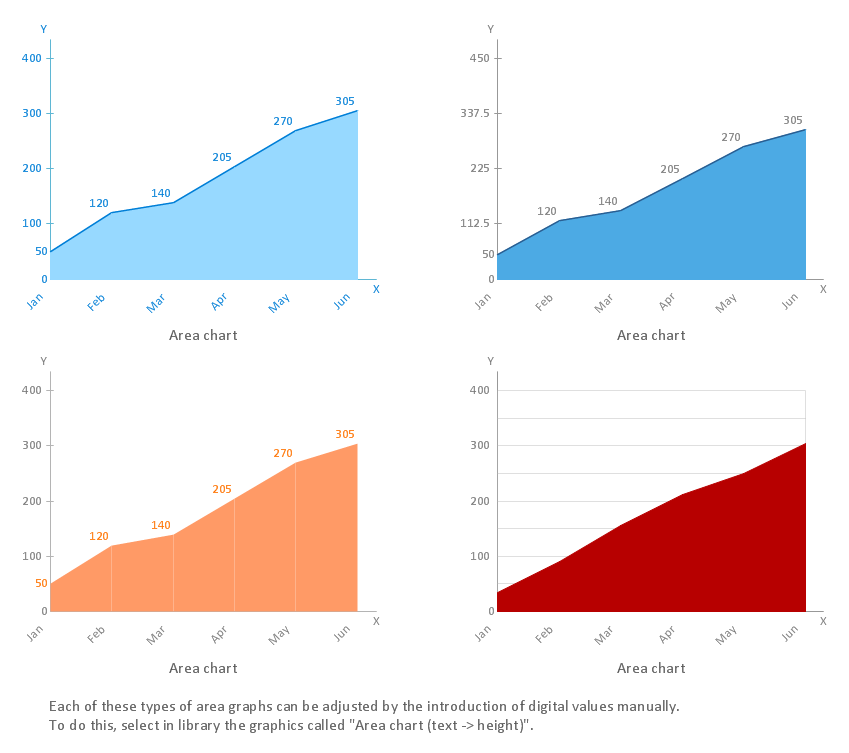 Y
400
300
200
100
50
0
120
140
205
270
305
Jan
Feb
Mar
Apr
May
Jun
X
Area chart
Y
450
337.5
225
112.5
50
0
120
140
205
270
305
Jan
Feb
Mar
Apr
May
Jun
X
Area chart
Y
400
300
200
100
50
0
120
140
205
270
305
Jan
Feb
Mar
Apr
May
Jun
X
Area chart
Y
400
300
200
100
0
Jan
Feb
Mar
Apr
May
Jun
X
Area chart
Each of these types of area graphs can be adjusted by the introduction of digital values manually.
To do this, select in library the graphics called "Area chart (text -> height)".